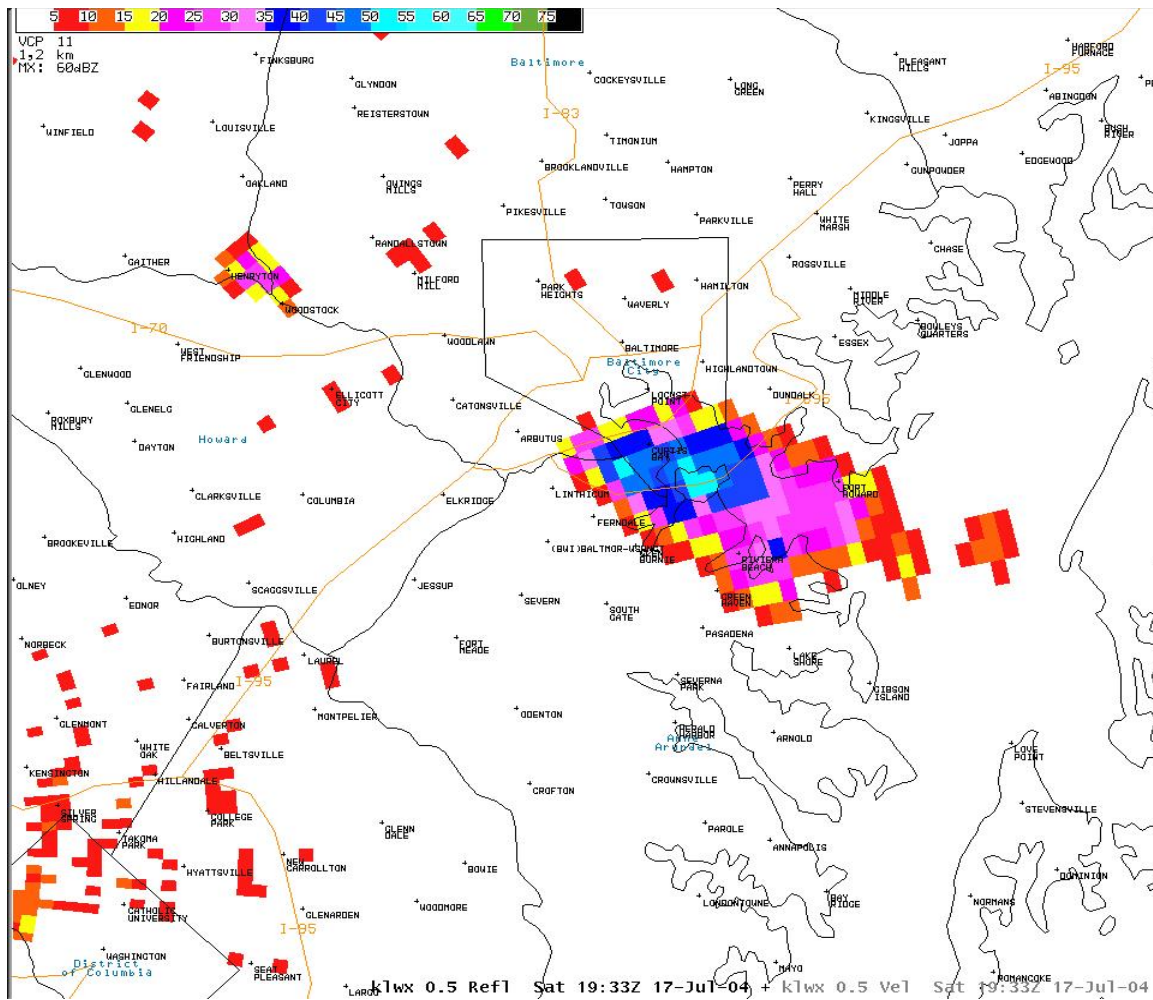 5 10 15 20 25 30 35 40 45 50 55 60 65 70 75
VCP 11
1,2 km
MX: 60dBZ
FINKSBURG
Baltimore
HARFORD
FURNACE
PLEASANT
HILLS
I-95
GLYNDON
COCKEYSVILLE
LONG
GREEN
ABINGDON
REISTERSTOWN
I-83
KINGSVILLE
BUSH
RIVER
WINFIELD
LOUISVILLE
TIMONIUM
JOPPA
EDGEWOOD
BROOKLANDVILLE
HAMPTON
GUNPOWDER
OAKLAND
OWINGS
MILLS
PERRY
HALL
PIKESVILLE
TOWSON
PARKVILLE
WHITE
MARSH
RANDALLSTOWN
CHASE
GAITHER
HENRYTON
MILFORD
MILL
ROSSVILLE
PARK
HEIGHTS
HAMILTON
WAVERLY
MIDDLE
RIVER
WOODSTOCK
I-70
BOWLEYS
QUARTERS
WEST
FRIENDSHIP
WOODLAWN
BALTIMORE
ESSEX
Baltimore
City
HIGHLANDTOWN
GLENWOOD
ELLICOTT
CITY
LOCUST
POINT
DUNDALK
I-695
GLENELG
CATONSVILLE
ROXBURY
MILLS
DAYTON
Howard
ARBUTUS
CURTIS
BAY
CLARKSVILLE
COLUMBIA
ELKRIDGE
LINTHICUM
FORT
HOWARD
HIGHLAND
FERNDALE
BROOKEVILLE
(BWI)BALTMOR-WSHNGT
GLEN
BURNIE
RIVIERA
BEACH
OLNEY
SCAGGSVILLE
JESSUP
SEVERN
SOUTH
GATE
GREEN
HAVEN
EDNOR
PASADENA
NORBECK
BURTONSVILLE
LAUREL
FORT
MEADE
LAKE
SHORE
FAIRLAND
I-95
SEVERNA
PARK
GIBSON
ISLAND
GLENMONT
CALVERTON
MONTPELIER
ODENTON
HERALD
HARBOR
Anne
Arundel
ARNOLD
WHITE
OAK
BELTSVILLE
LOVE
POINT
KENSINGTON
HILLANDALE
CROFTON
CROWNSVILLE
STEVENSVILLE
SILVER
SPRING
COLLEGE
PARK
GLENN
DALE
PAROLE
TAKOMA
PARK
ANNAPOLIS
HYATTSVILLE
NEW
CARROLLTON
BOWIE
DOMINION
CATHOLIC
UNIVERSITY
GLENARDEN
WOODMORE
LONDONTOWNE
BAY
RIDGE
NORMANS
I-95
WASHINGTON
District
of Columbia
SEAT
PLEASANT
MAYO
ROMANCOKE
LARGO
klwx 0.5 Refl Sat 19:33Z 17-Jul-04 + klwx 0.5 Vel Sat 19:33Z 17-Jul-04